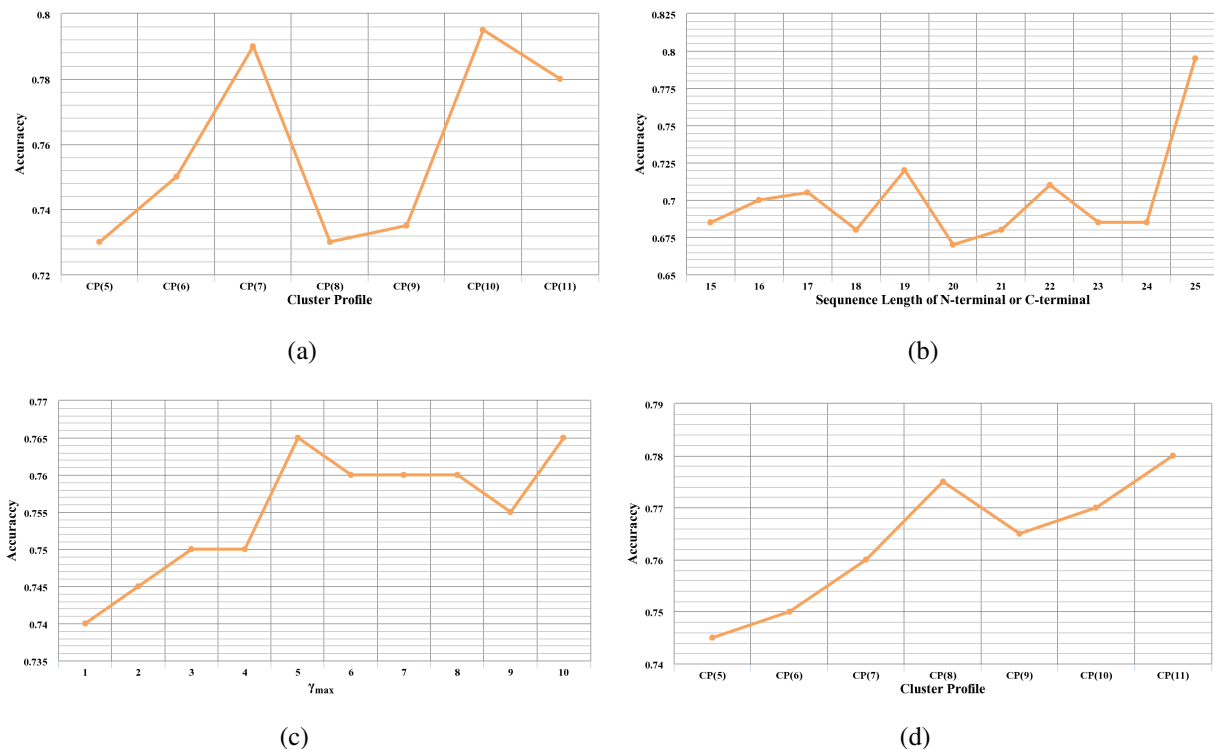 0.8
0.78
0.76
0.74
0.72
Accuraccy
CP(5) CP(6) CP(7) CP(8) CP(9) CP(10) CP(11)
Cluster Profile
(a)
0.825
0.8
0.775
0.75
0.725
0.7
0.675
0.65
Accuraccy
15 16 17 18 19 20 21 22 23 24 25
Sequnence Length of N-terminal or C-terminal
(b)
0.77
0.765
0.76
0.755
0.75
0.745
0.74
0.735
Accuraccy
1 2 3 4 5 6 7 8 9 10
γmax
(c)
0.79
0.78
0.77
0.76
0.75
0.74
Accuraccy
CP(5) CP(6) CP(7) CP(8) CP(9) CP(10) CP(11)
Cluster Profile
(d)